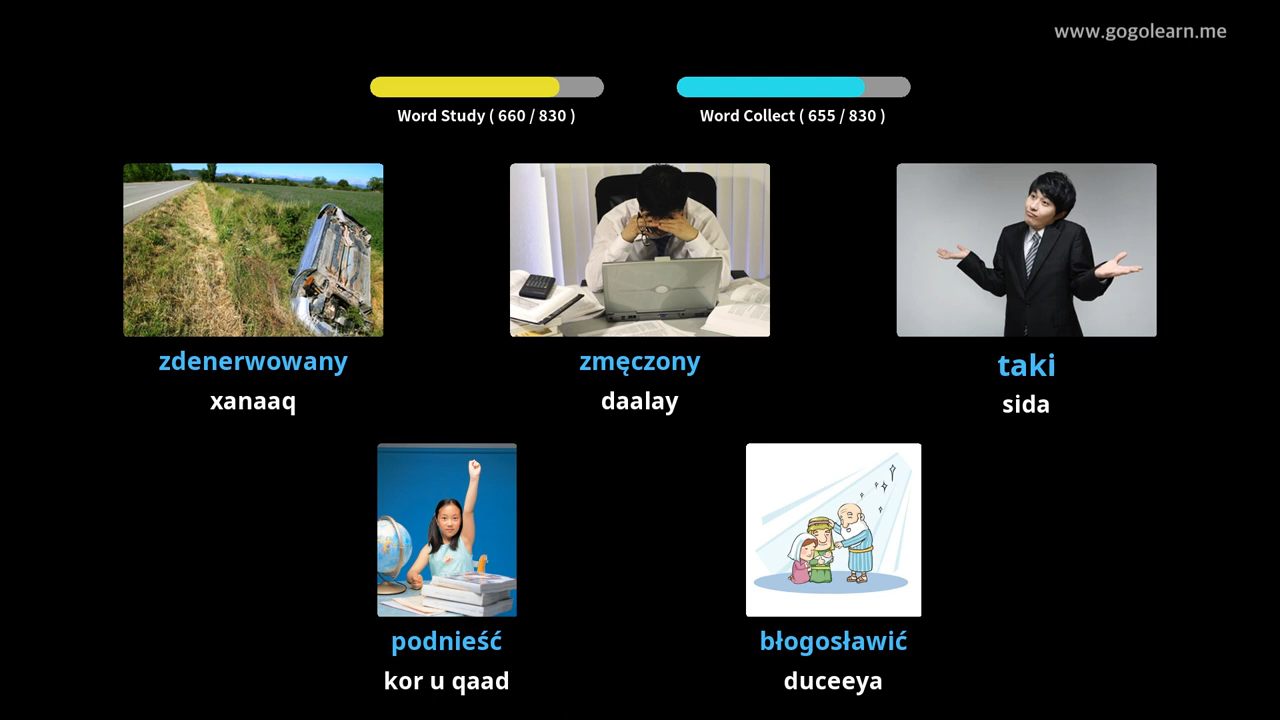 www.gogolearn.me
Word Study ( 660 / 830 )
Word Collect ( 655 / 830 )
zdenerwowany
xanaaq
zmęczony
daalay
taki
sida
podnieść
kor u qaad
błogosławić
duceeya